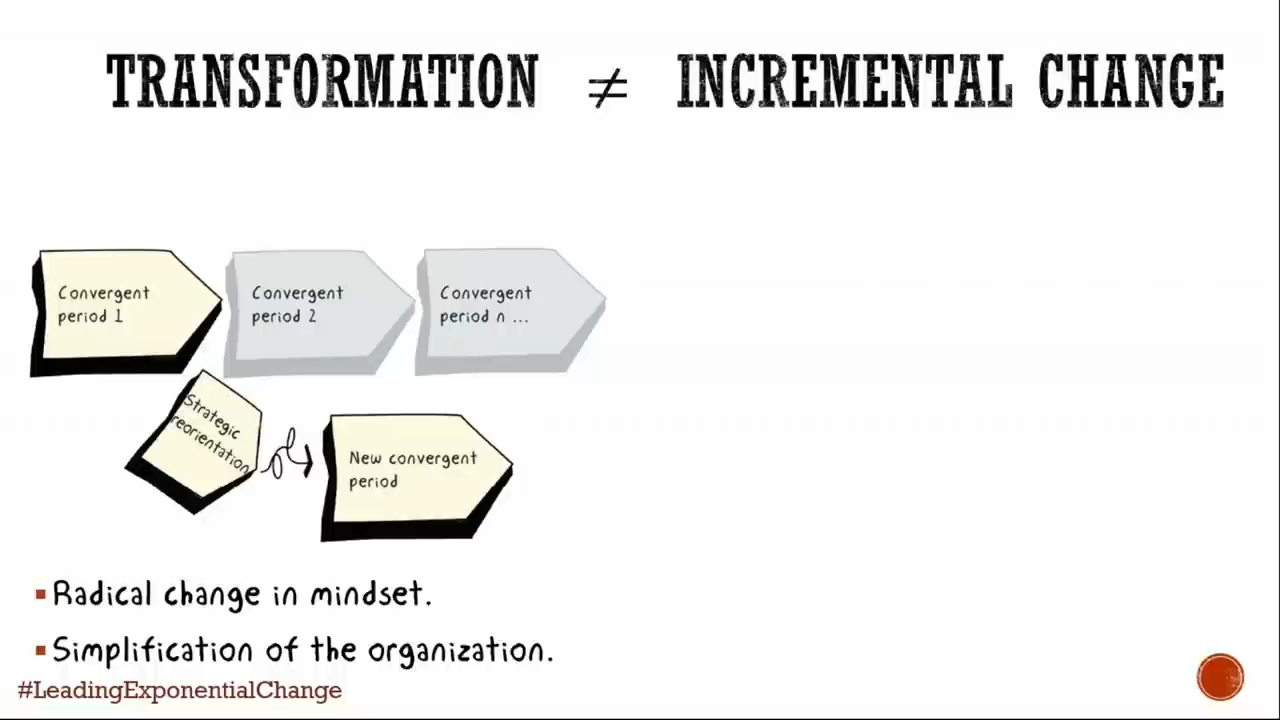 TRANSFORMATION ≠ INCREMENTAL CHANGE
Convergent
period 1
Convergent
period 2
Convergent
period n ...
Strategic
reorientation
New convergent
period
▪Radical change in mindset.
▪Simplification of the organization.
#LeadingExponentialChange